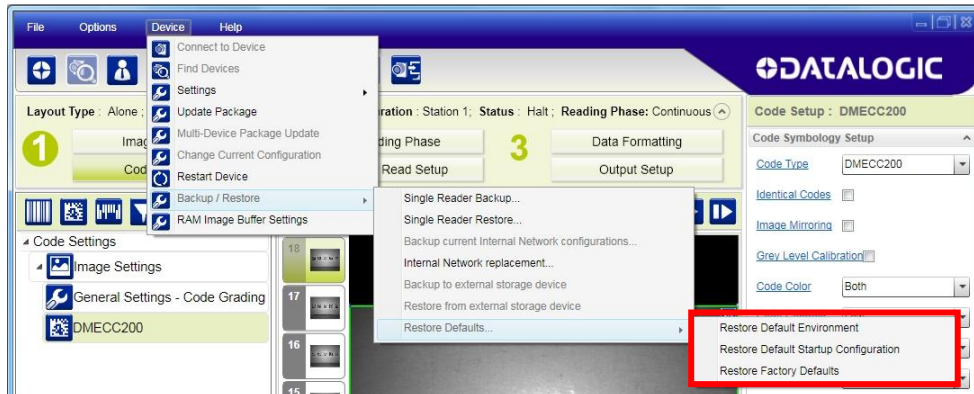 File Options Device Help
Connect to Device
Find Devices
Settings
Update Package
Multi-Device Package Update
Change Current Configuration
Restart Device
Backup / Restore
RAM Image Buffer Settings
DATALOGIC
Layout Type : Alone ; Station 1; Status : Halt ; Reading Phase: Continuous
1
Phase
3
Data Formatting
Read Setup
Output Setup
Single Reader Backup...
Single Reader Restore...
Backup current Internal Network configurations...
Internal Network replacement...
Backup to external storage device
Restore from external storage device
Restore Defaults...
Restore Default Environment
Restore Default Startup Configuration
Restore Factory Defaults
Code Settings
Image Settings
General Settings - Code Grading
DMECC200
18
17
16
15
Code Setup : DMECC200
Code Symbology Setup
Code Type DMECC200
Identical Codes
Image Mirroring
Grey Level Calibration
Code Color Both